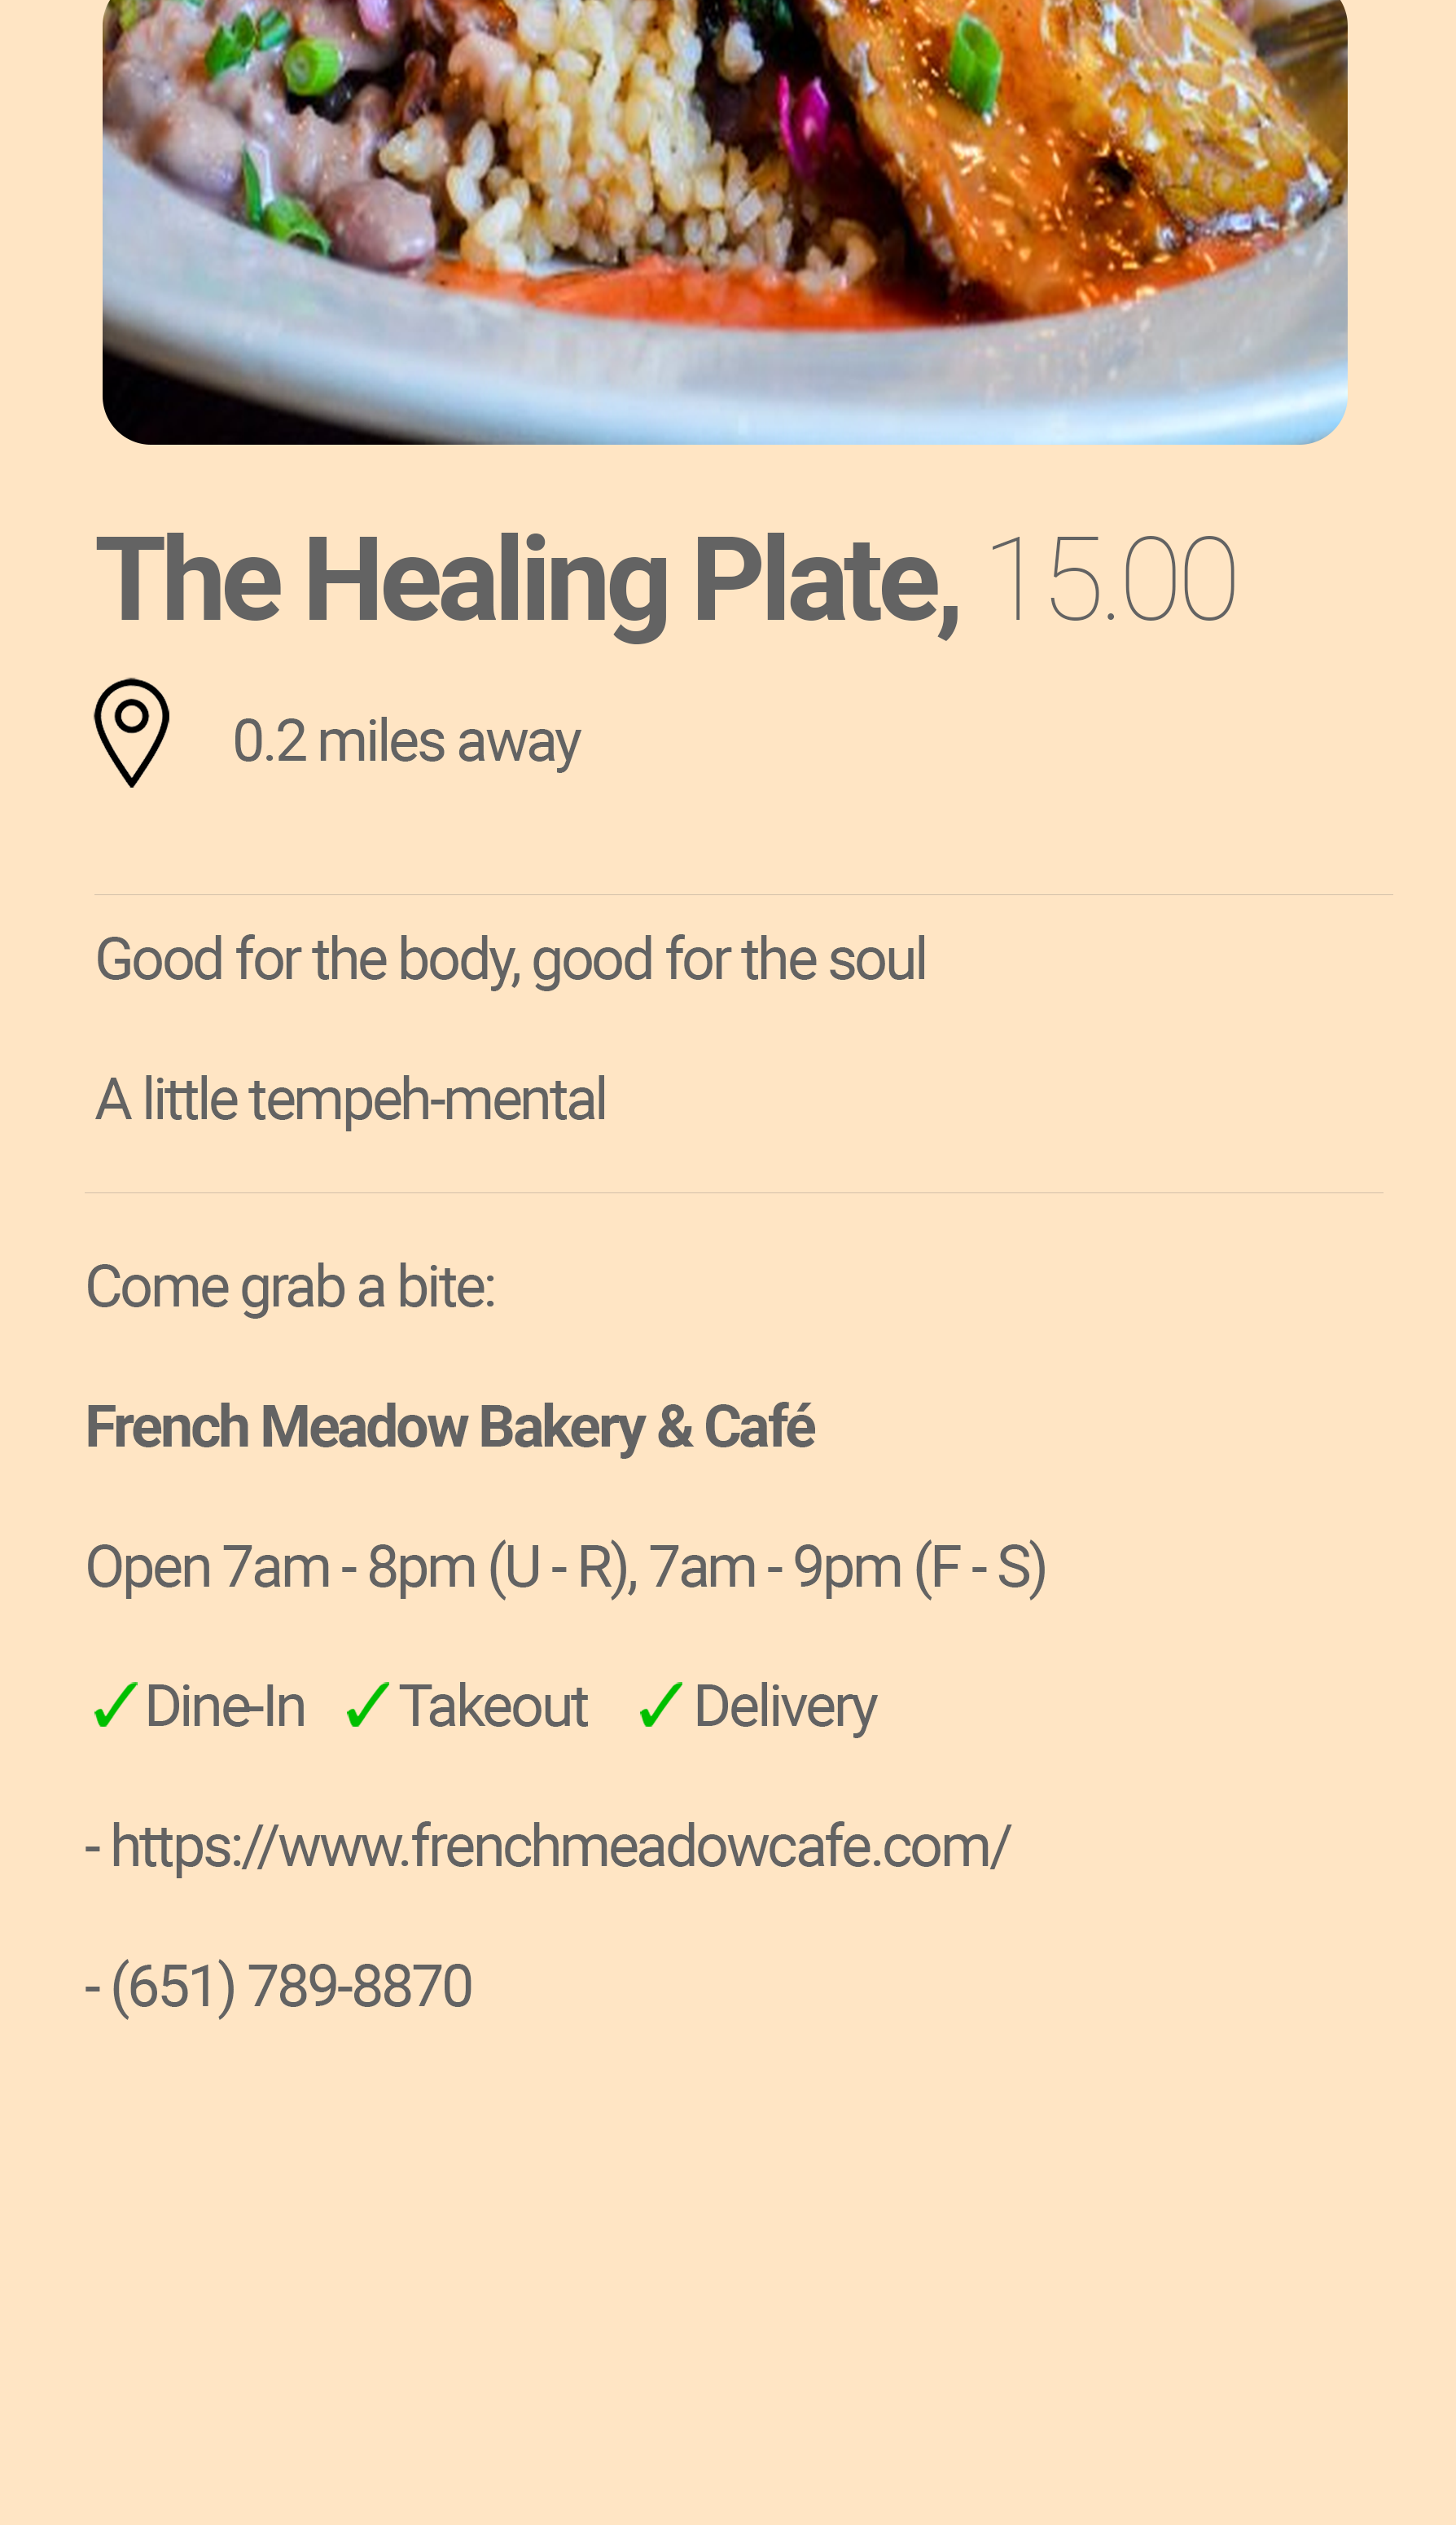 The Healing Plate, 15.00
0.2 miles away
Good for the body, good for the soul
A little tempeh-mental
Come grab a bite:
French Meadow Bakery & Café
Open 7am - 8pm (U - R), 7am - 9pm (F - S)
✓Dine-In ✓Takeout ✓Delivery
- https://www.frenchmeadowcafe.com/
- (651) 789-8870